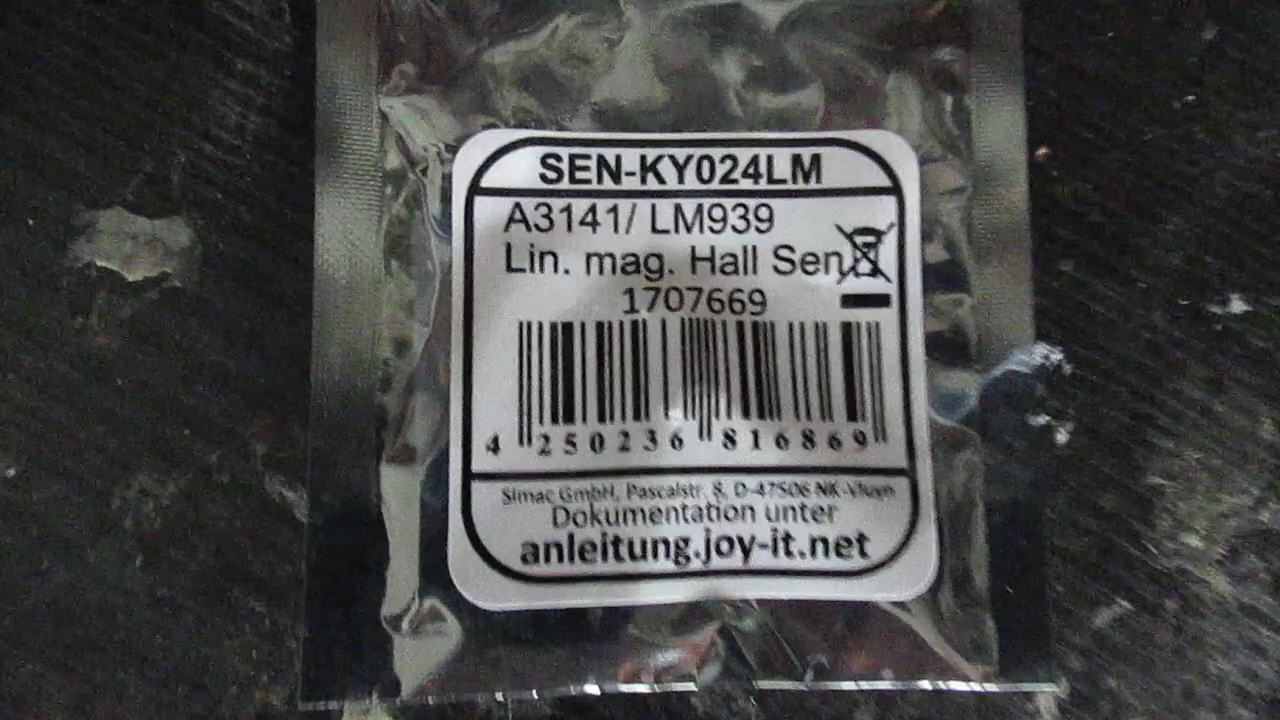 SEN-KY024LM
A3141/ LM939
Lin. mag. Hall Sen.
1707669
4 250236 816869
Simac GmbH, Pascalstr. 8, D-47506 NK-Vluyn
Dokumentation unter
anleitung.joy-it.net